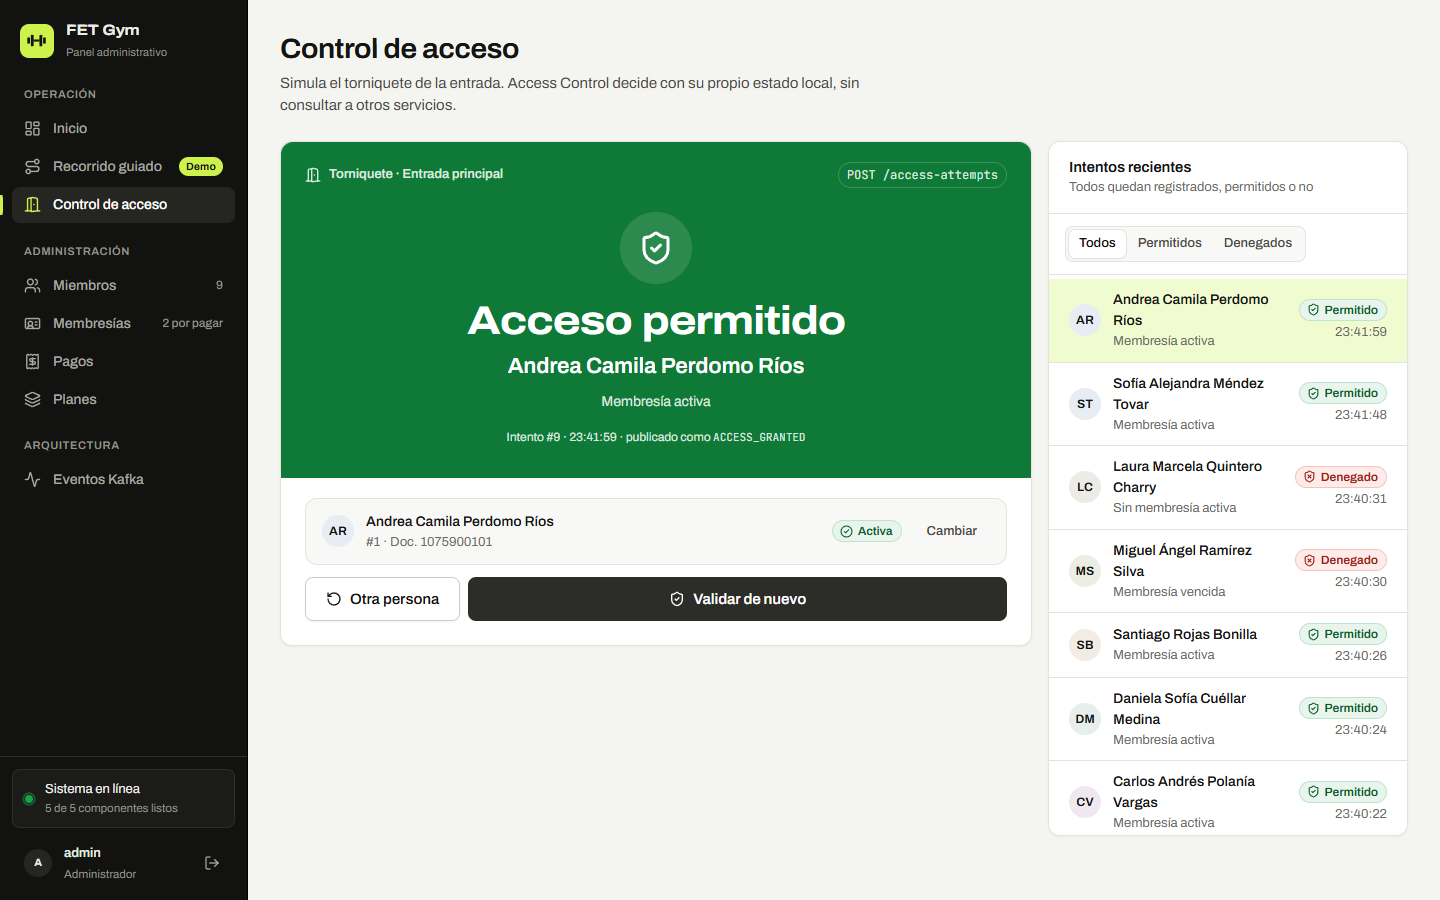 FET Gym
Panel administrativo
OPERACIÓN
Inicio
Recorrido guiado
Demo
Control de acceso
ADMINISTRACIÓN
Miembros
9
Membresías
2 por pagar
Pagos
Planes
ARQUITECTURA
Eventos Kafka
Sistema en línea
5 de 5 componentes listos
A
admin
Administrador
Control de acceso
Simula el torniquete de la entrada. Access Control decide con su propio estado local, sin
consultar a otros servicios.
Torniquete · Entrada principal
POST /access-attempts
Acceso permitido
Andrea Camila Perdomo Ríos
Membresía activa
Intento #9 · 23:41:59 · publicado como ACCESS_GRANTED
AR
Andrea Camila Perdomo Ríos
#1 · Doc. 1075900101
Activa
Cambiar
Otra persona
Validar de nuevo
Intentos recientes
Todos quedan registrados, permitidos o no
Todos
Permitidos
Denegados
AR
Andrea Camila Perdomo
Ríos
Membresía activa
Permitido
23:41:59
ST
Sofía Alejandra Méndez
Tovar
Membresía activa
Permitido
23:41:48
LC
Laura Marcela Quintero
Charry
Sin membresía activa
Denegado
23:40:31
MS
Miguel Ángel Ramírez
Silva
Membresía vencida
Denegado
23:40:30
SB
Santiago Rojas Bonilla
Membresía activa
Permitido
23:40:26
DM
Daniela Sofía Cuéllar
Medina
Membresía activa
Permitido
23:40:24
CV
Carlos Andrés Polanía
Vargas
Membresía activa
Permitido
23:40:22